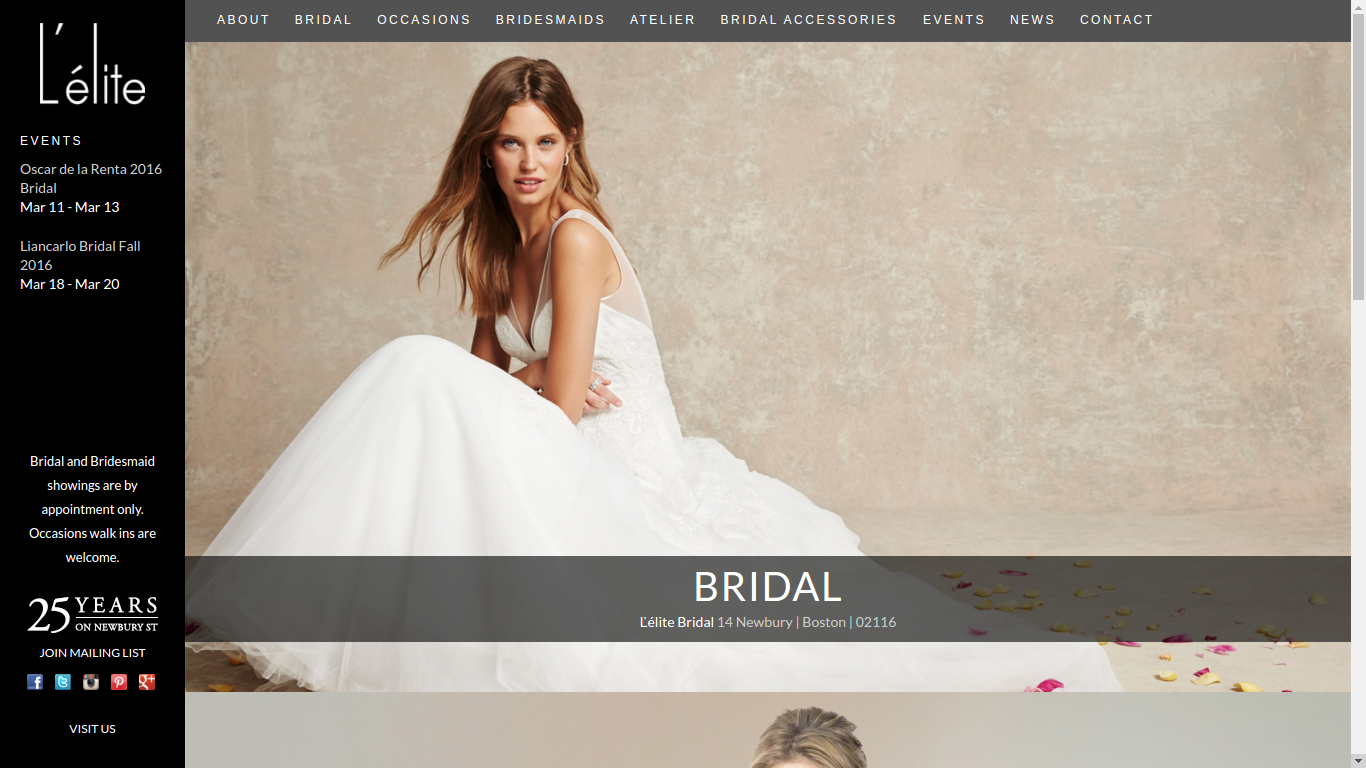 L'élite
EVENTS
Oscar de la Renta 2016
Bridal
Mar 11 - Mar 13
Liancarlo Bridal Fall
2016
Mar 18 - Mar 20
Bridal and Bridesmaid
showings are by
appointment only.
Occasions walk ins are
welcome.
25 YEARS
ON NEWBURY ST
JOIN MAILING LIST
VISIT US
ABOUT BRIDAL OCCASIONS BRIDESMAIDS ATELIER BRIDAL ACCESSORIES EVENTS NEWS CONTACT
BRIDAL
L'élite Bridal 14 Newbury | Boston | 02116